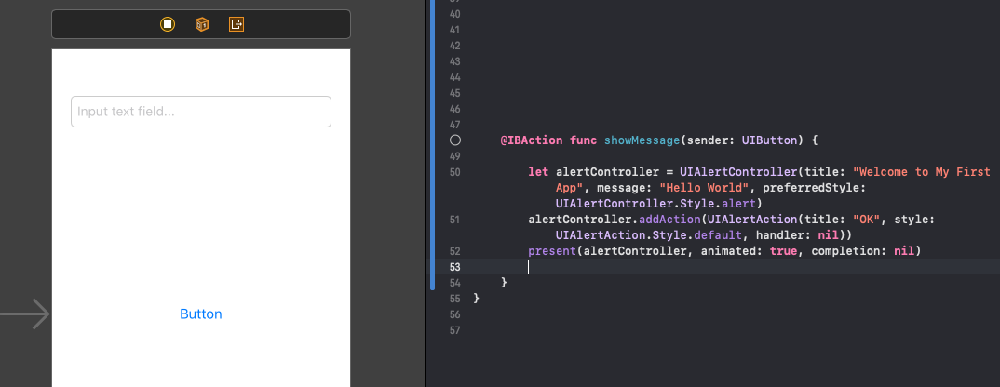 Input text field...
Button
39
40
41
42
43
44
45
46
47
@IBAction func showMessage(sender: UIButton) {
49
50 let alertController = UIAlertController(title: "Welcome to My First
App", message: "Hello World", preferredStyle:
UIAlertController.Style.alert)
51 alertController.addAction(UIAlertAction(title: "OK", style:
UIAlertAction.Style.default, handler: nil))
52 present(alertController, animated: true, completion: nil)
53
54 }
55 }
56
57